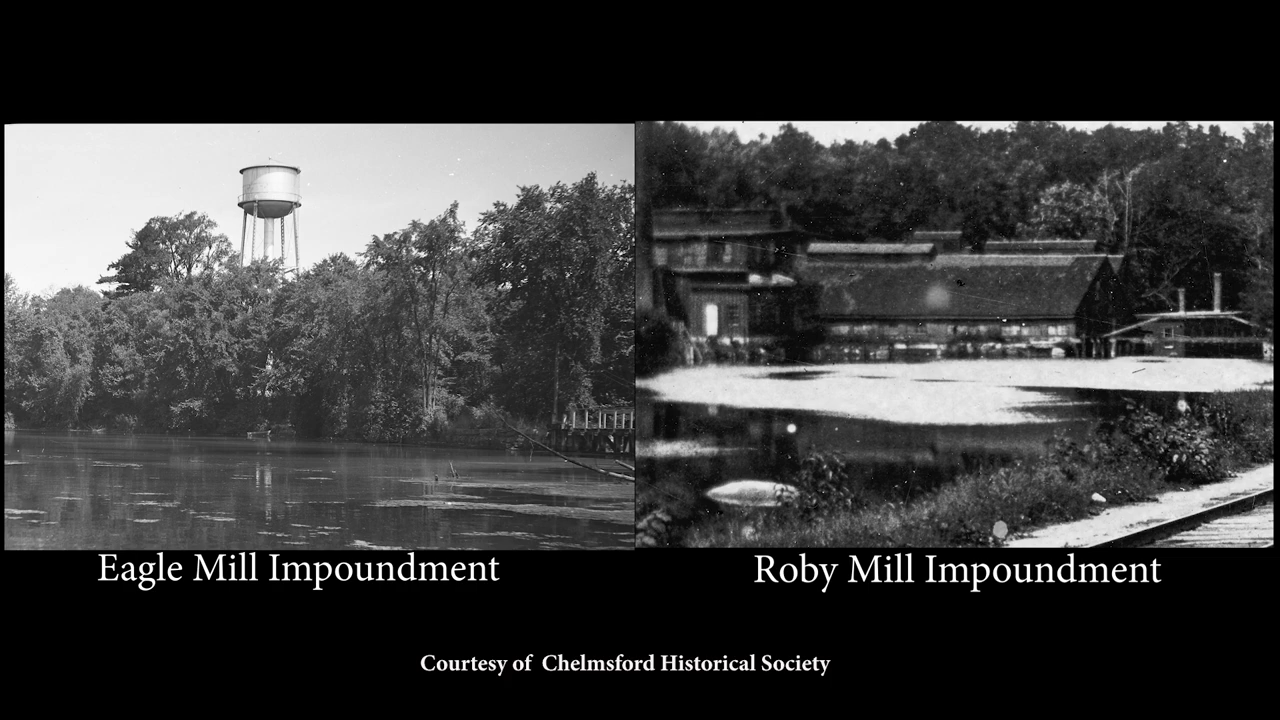 Eagle Mill Impoundment
Roby Mill Impoundment
Courtesy of Chelmsford Historical Society